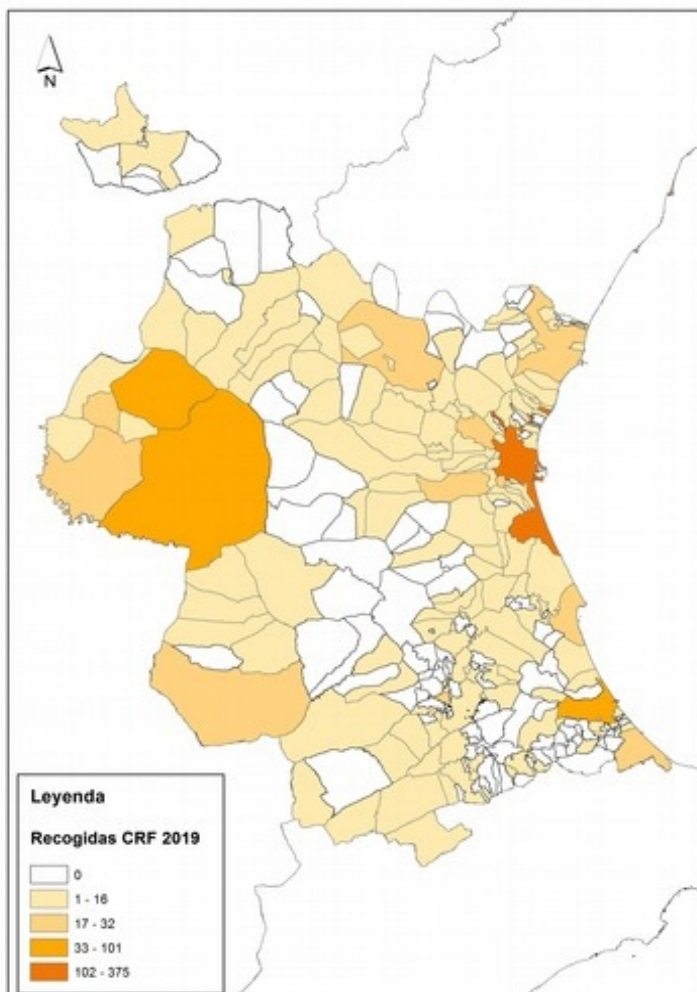 N
Leyenda
Recogidas CRF 2019
0
1 - 16
17 - 32
33 - 101
102 - 375